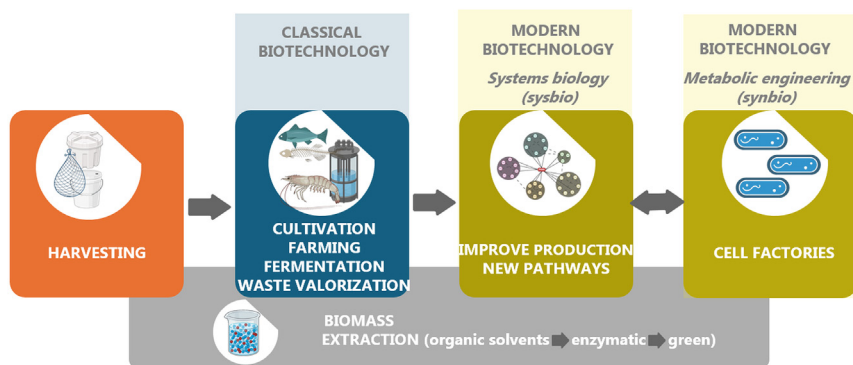 CLASSICAL
BIOTECHNOLOGY
MODERN
BIOTECHNOLOGY
Systems biology
(sysbio)
MODERN
BIOTECHNOLOGY
Metabolic engineering
(synbio)
HARVESTING
CULTIVATION
FARMING
FERMENTATION
WASTE VALORIZATION
IMPROVE PRODUCTION
NEW PATHWAYS
CELL FACTORIES
BIOMASS
EXTRACTION (organic solvents enzymatic green)